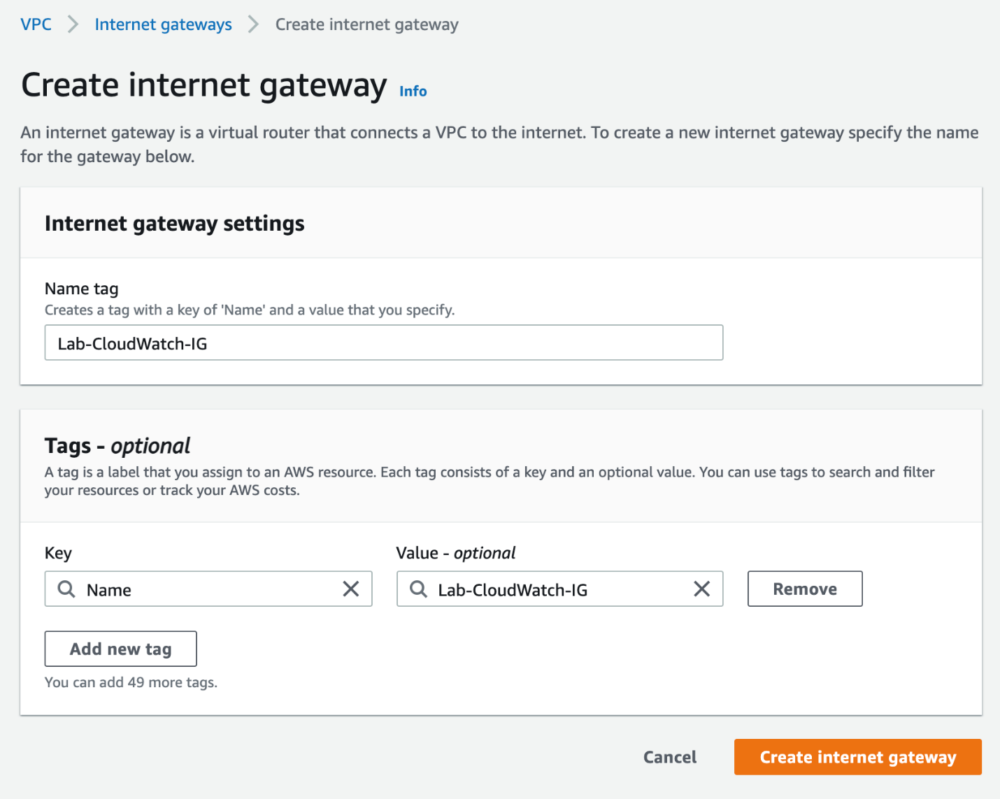 VPC > Internet gateways > Create internet gateway
Create internet gateway Info
An internet gateway is a virtual router that connects a VPC to the internet. To create a new internet gateway specify the name
for the gateway below.
Internet gateway settings
Name tag
Creates a tag with a key of 'Name' and a value that you specify.
Lab-CloudWatch-IG
Tags - optional
A tag is a label that you assign to an AWS resource. Each tag consists of a key and an optional value. You can use tags to search and filter
your resources or track your AWS costs.
Key Value - optional
Name Lab-CloudWatch-IG Remove
Add new tag
You can add 49 more tags.
Cancel Create internet gateway